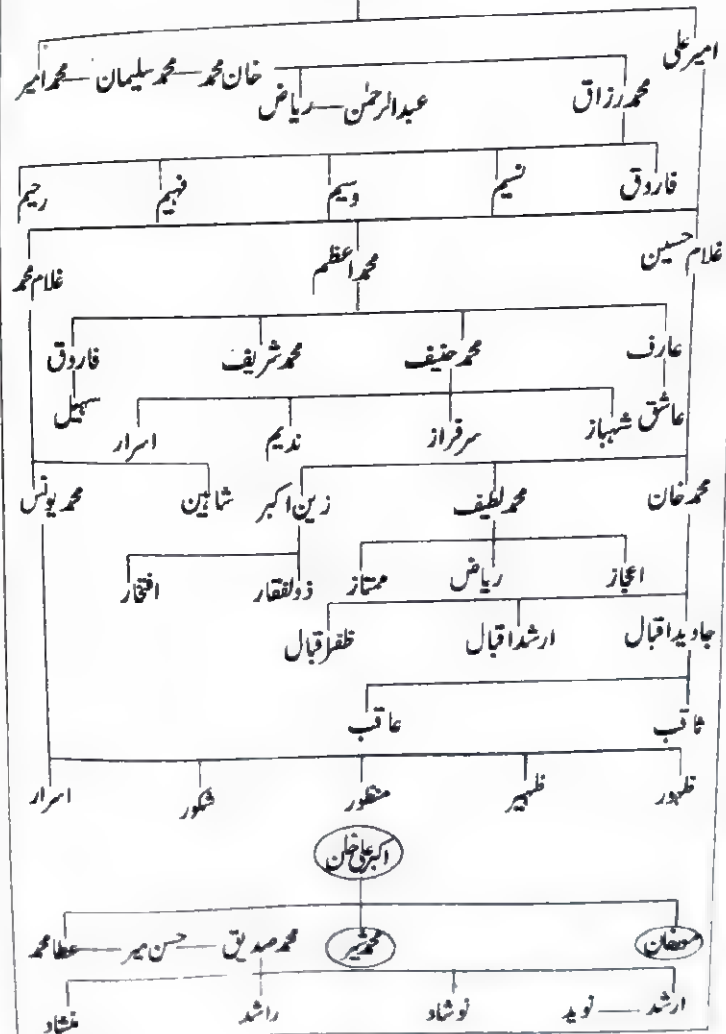 امیر علی
خان محمد — محمد سلیمان — محمد امیر
محمد رزاق عبدالرحمٰن — ریاض
فاروق نسیم وسیم فہیم رحیم
غلام حسین محمد اعظم غلام محمد
عارف محمد حنیف محمد شریف فاروق
عاشق شہباز سرفراز ندیم اسرار سہیل
محمد خان محمد لطیف زین اکبر شاہین محمد یونس
اعجاز ریاض ممتاز ذوالفقار افتخار
جاوید اقبال ارشد اقبال ظفر اقبال
ثاقب عاقب
ظہور ظہیر منظور شکور اسرار
اکبر علی خان
محمد شیر محمد صدیق — حسن میر — عطا محمد
ارشد — نوید نوشاد راشد منشاد